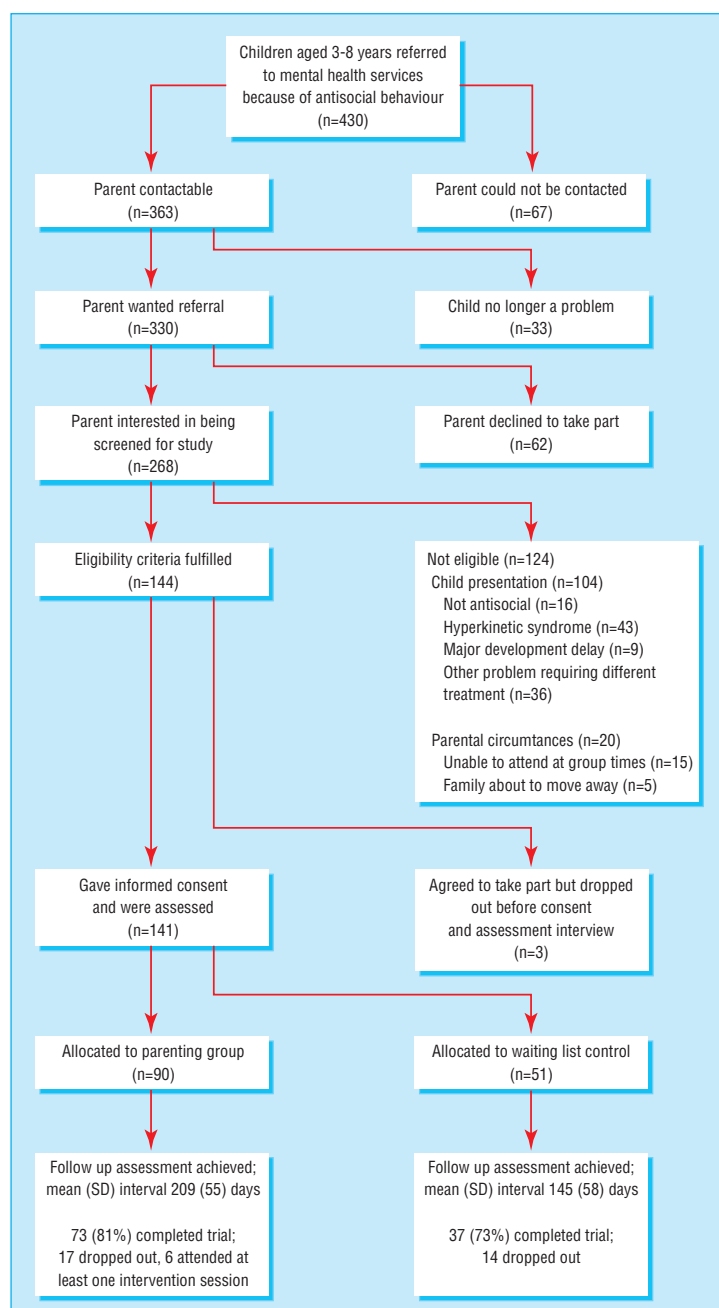 Children aged 3-8 years referred
to mental health services
because of antisocial behaviour
(n=430)
Parent contactable
(n=363)
Parent could not be contacted
(n=67)
Parent wanted referral
(n=330)
Child no longer a problem
(n=33)
Parent interested in being
screened for study
(n=268)
Parent declined to take part
(n=62)
Eligibility criteria fulfilled
(n=144)
Not eligible (n=124)
Child presentation (n=104)
Not antisocial (n=16)
Hyperkinetic syndrome (n=43)
Major development delay (n=9)
Other problem requiring different
treatment (n=36)
Parental circumtances (n=20)
Unable to attend at group times (n=15)
Family about to move away (n=5)
Gave informed consent
and were assessed
(n=141)
Agreed to take part but dropped
out before consent
and assessment interview
(n=3)
Allocated to parenting group
(n=90)
Allocated to waiting list control
(n=51)
Follow up assessment achieved;
mean (SD) interval 209 (55) days
73 (81%) completed trial;
17 dropped out, 6 attended at
least one intervention session
Follow up assessment achieved;
mean (SD) interval 145 (58) days
37 (73%) completed trial;
14 dropped out